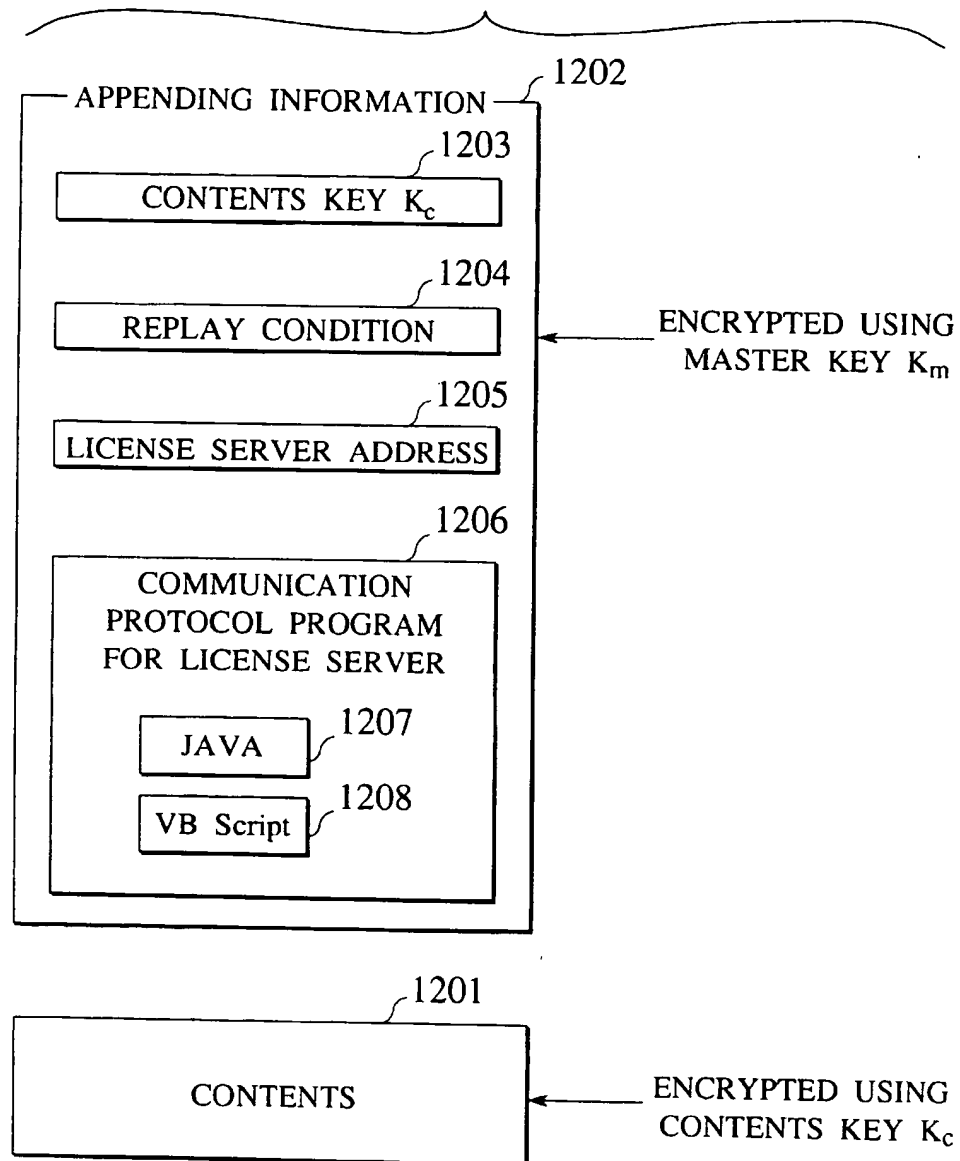 1202
APPENDING INFORMATION
1203
CONTENTS KEY Kc
1204
REPLAY CONDITION
ENCRYPTED USING
MASTER KEY Km
1205
LICENSE SERVER ADDRESS
1206
COMMUNICATION
PROTOCOL PROGRAM
FOR LICENSE SERVER
1207
JAVA
1208
VB Script
1201
CONTENTS
ENCRYPTED USING
CONTENTS KEY Kc